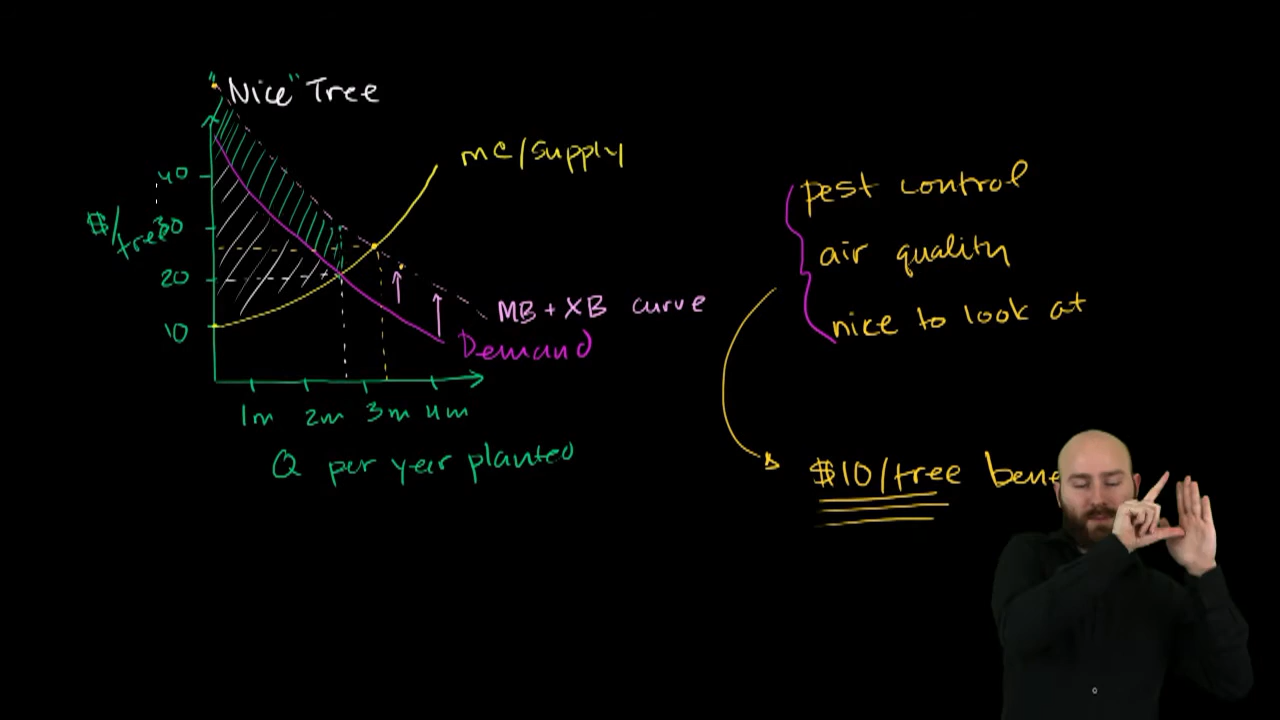 "Nice" Tree
mc/supply
40
$/tree
30
20
10
MB + XB curve
Demand
1m 2m 3m 4m
Q per year planted
pest control
air quality
nice to look at
$10/tree bene